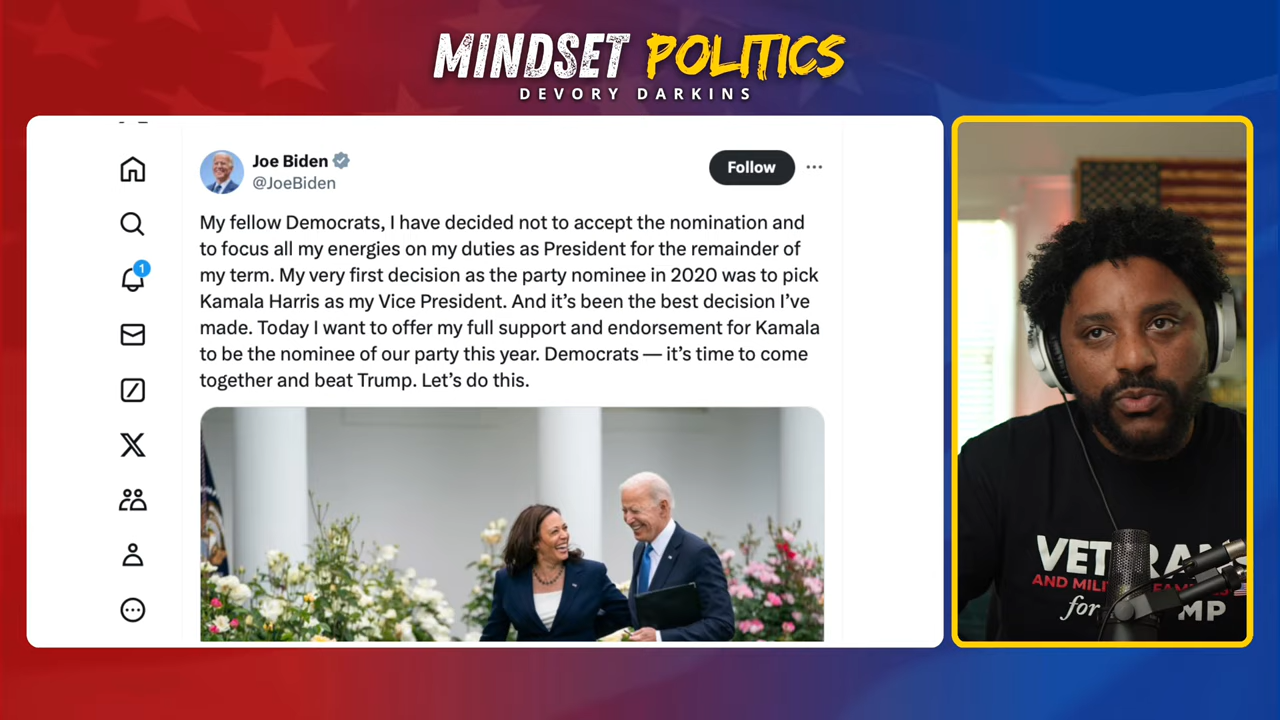 MINDSET POLITICS
DEVORY DARKINS
Joe Biden
@JoeBiden
Follow
1
My fellow Democrats, I have decided not to accept the nomination and
to focus all my energies on my duties as President for the remainder of
my term. My very first decision as the party nominee in 2020 was to pick
Kamala Harris as my Vice President. And it’s been the best decision I’ve
made. Today I want to offer my full support and endorsement for Kamala
to be the nominee of our party this year. Democrats — it’s time to come
together and beat Trump. Let’s do this.
AND
for